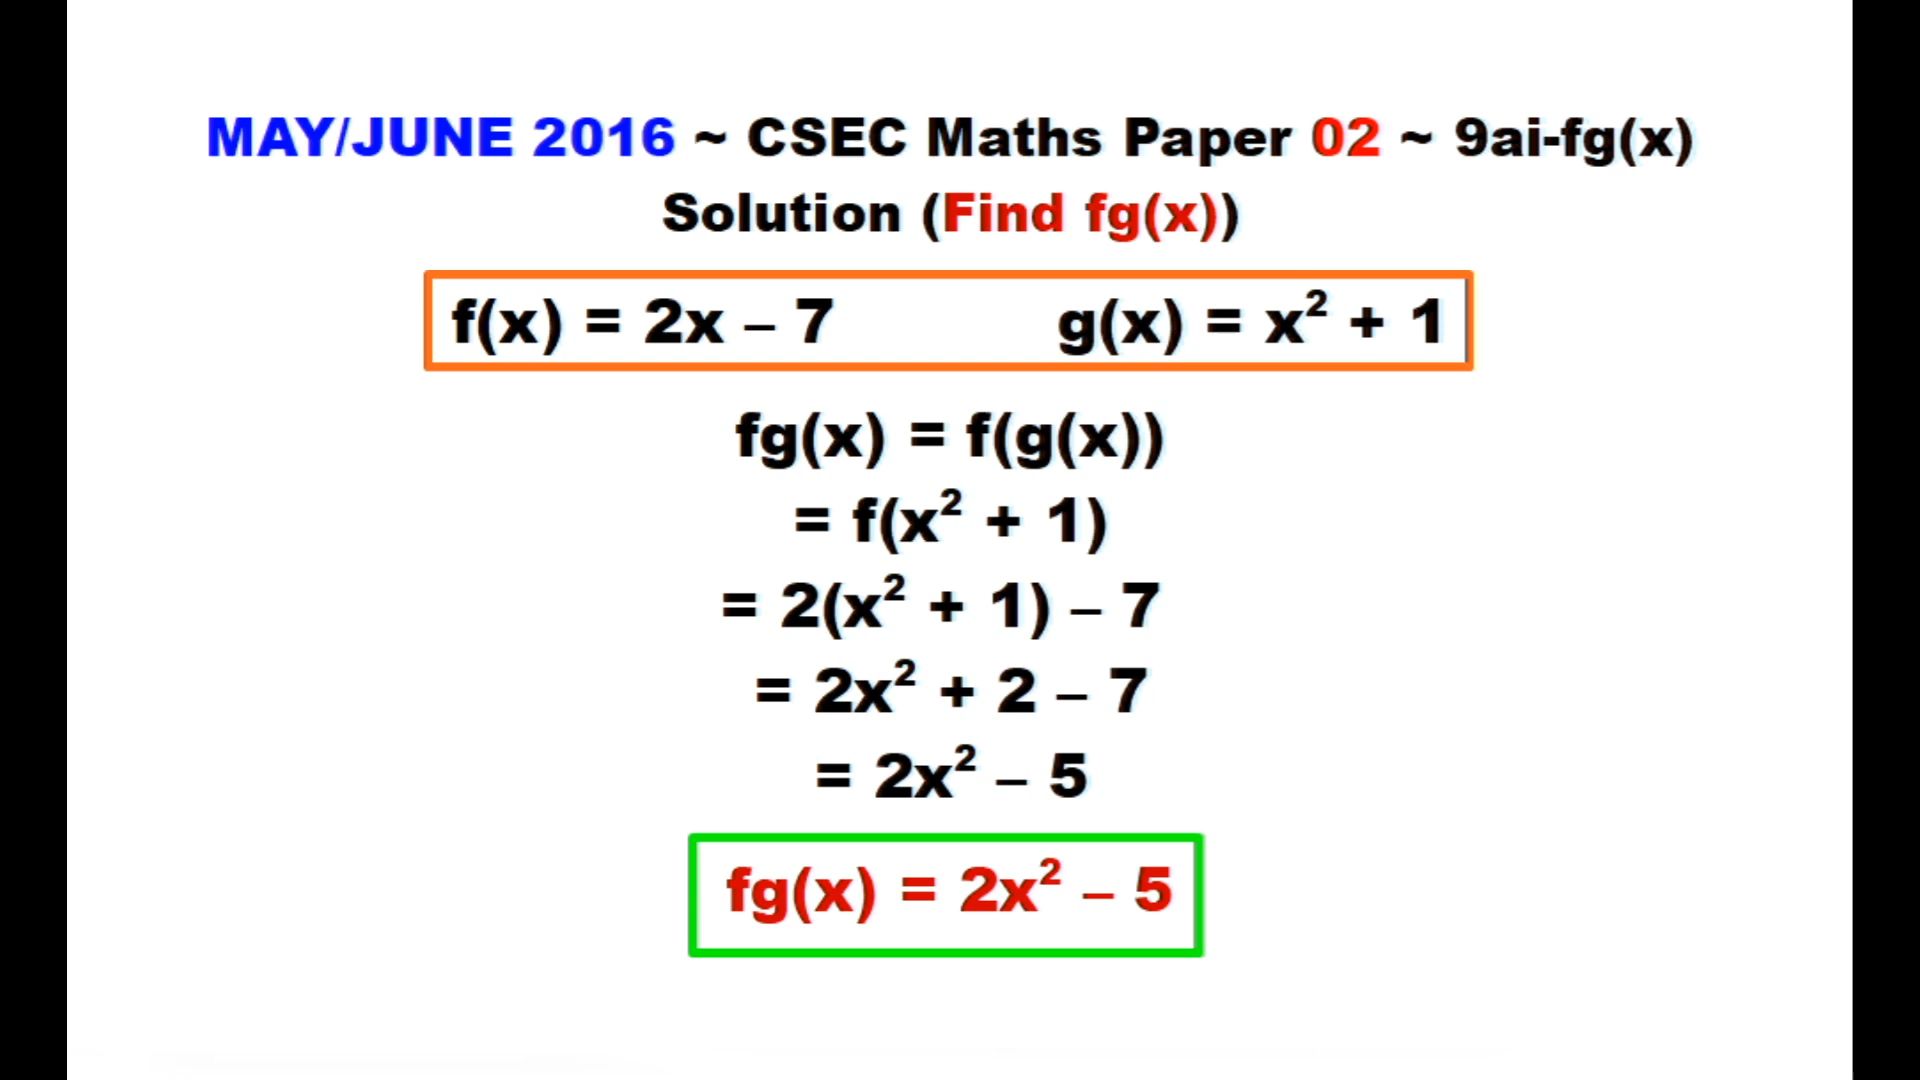 MAY/JUNE 2016 ~ CSEC Maths Paper 02 ~ 9ai-fg(x)
Solution (Find fg(x))
f(x) = 2x – 7 g(x) = x² + 1
fg(x) = f(g(x))
= f(x² + 1)
= 2(x² + 1) – 7
= 2x² + 2 – 7
= 2x² – 5
fg(x) = 2x² – 5